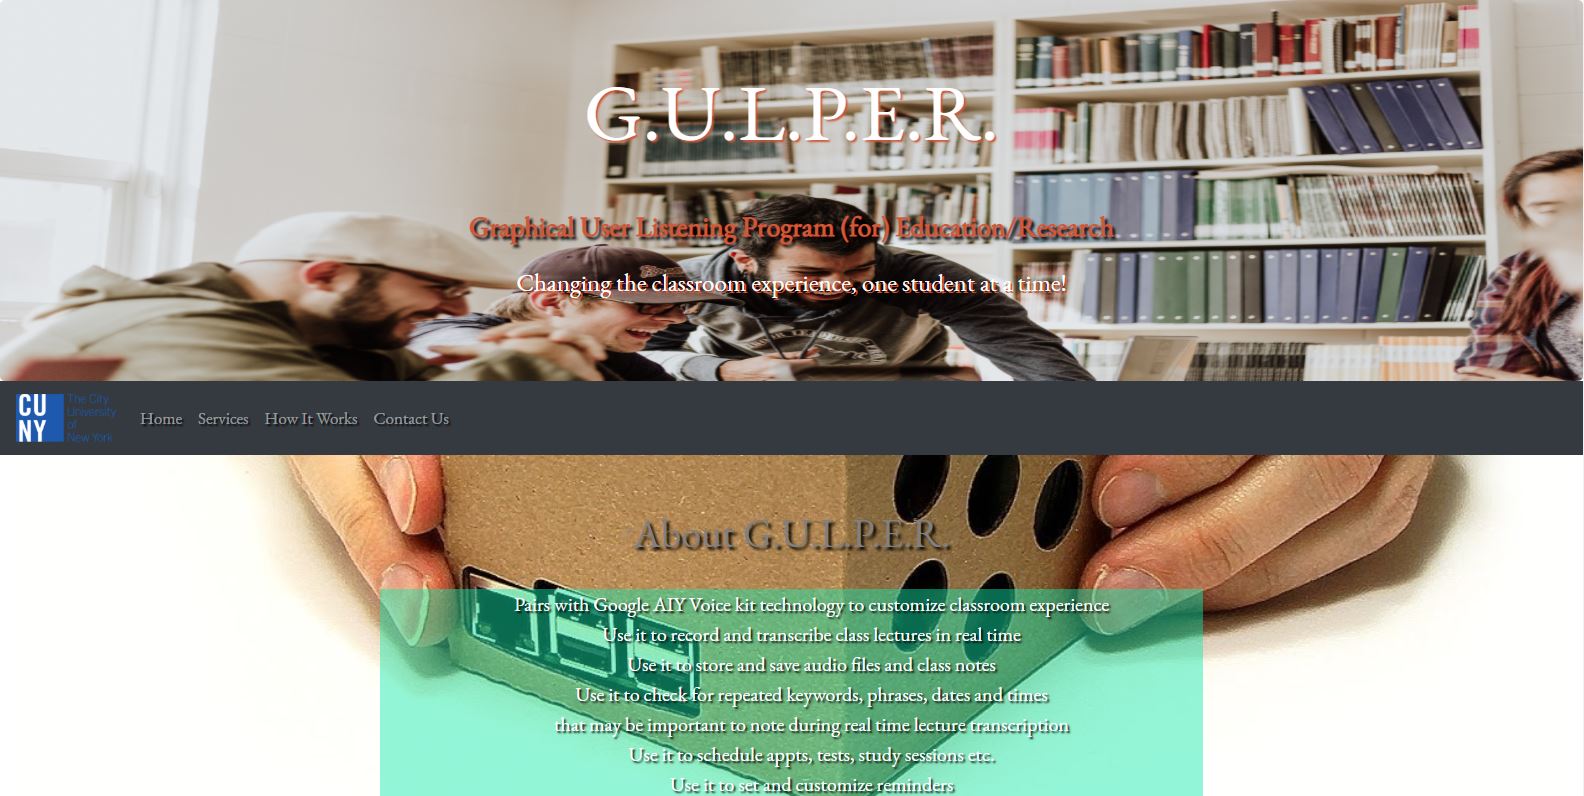 G.U.L.P.E.R.
Graphical User Listening Program (for) Education/Research
Changing the classroom experience, one student at a time!
CU
NY
The City
University
of
New York
Home Services How It Works Contact Us
About G.U.L.P.E.R.
Pairs with Google AIY Voice kit technology to customize classroom experience
Use it to record and transcribe class lectures in real time
Use it to store and save audio files and class notes
Use it to check for repeated keywords, phrases, dates and times
that may be important to note during real time lecture transcription
Use it to schedule appts, tests, study sessions etc.
Use it to set and customize reminders